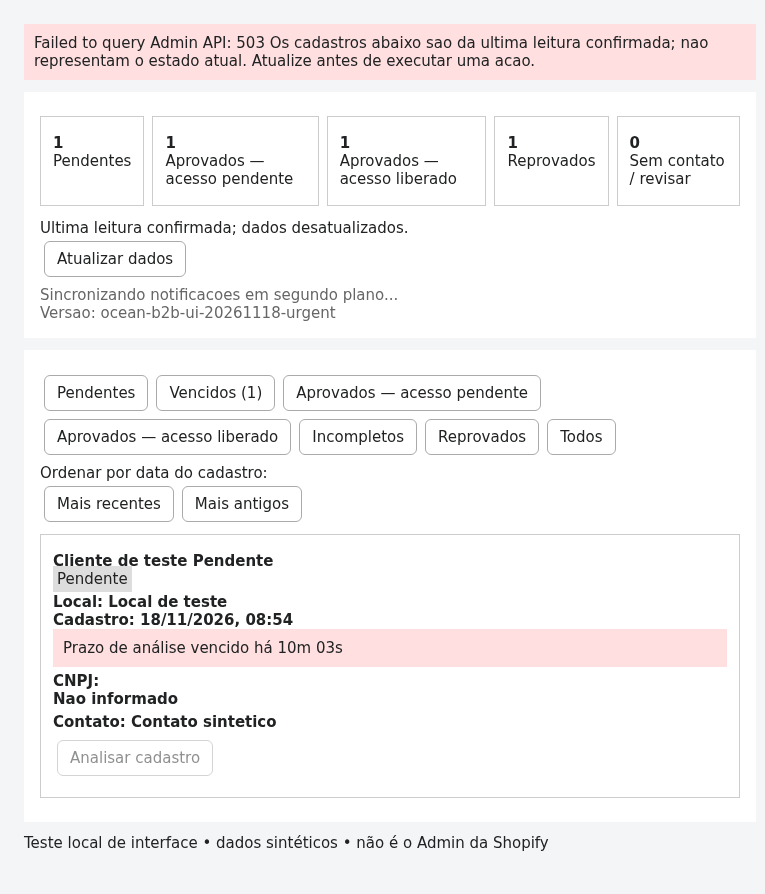 Failed to query Admin API: 503 Os cadastros abaixo sao da ultima leitura confirmada; nao
representam o estado atual. Atualize antes de executar uma acao.
1
Pendentes
1
Aprovados —
acesso pendente
1
Aprovados —
acesso liberado
1
Reprovados
0
Sem contato
/ revisar
Ultima leitura confirmada; dados desatualizados.
Atualizar dados
Sincronizando notificacoes em segundo plano...
Versao: ocean-b2b-ui-20261118-urgent
Pendentes
Vencidos (1)
Aprovados — acesso pendente
Aprovados — acesso liberado
Incompletos
Reprovados
Todos
Ordenar por data do cadastro:
Mais recentes
Mais antigos
Cliente de teste Pendente
Pendente
Local: Local de teste
Cadastro: 18/11/2026, 08:54
Prazo de análise vencido há 10m 03s
CNPJ:
Nao informado
Contato: Contato sintetico
Analisar cadastro
Teste local de interface • dados sintéticos • não é o Admin da Shopify